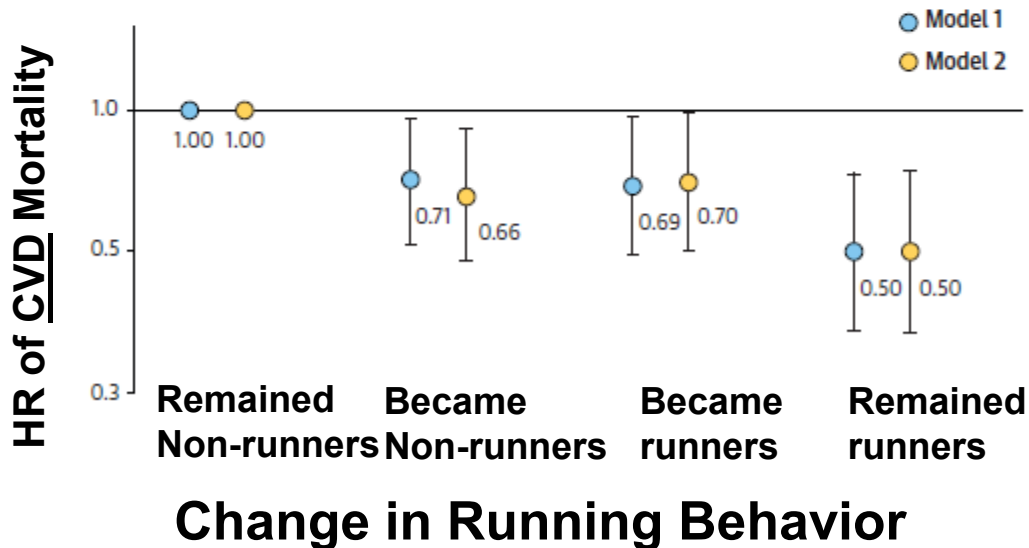 Model 1
Model 2
HR of CVD Mortality
1.0
1.00 1.00
0.71
0.66
0.69 0.70
0.5
0.50 0.50
0.3
Remained Non-runners
Became Non-runners
Became runners
Remained runners
Change in Running Behavior